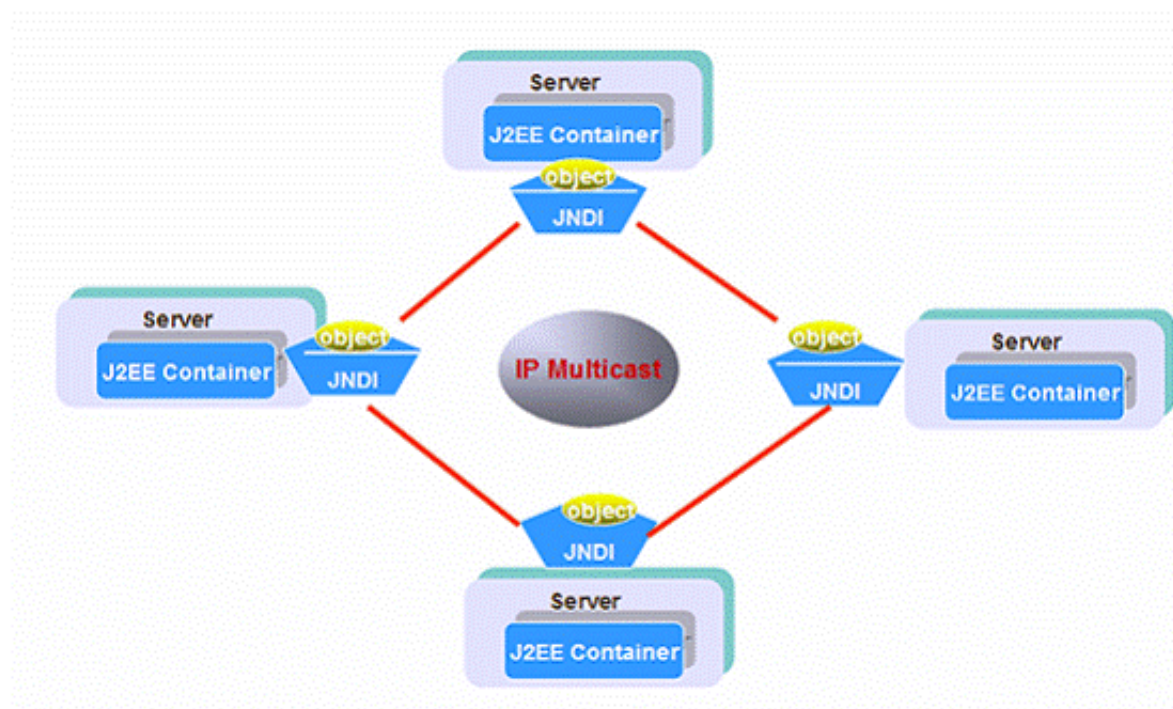 Server
J2EE Container
object
JNDI
Server
J2EE Container
object
JNDI
IP Multicast
object
JNDI
Server
J2EE Container
object
JNDI
Server
J2EE Container